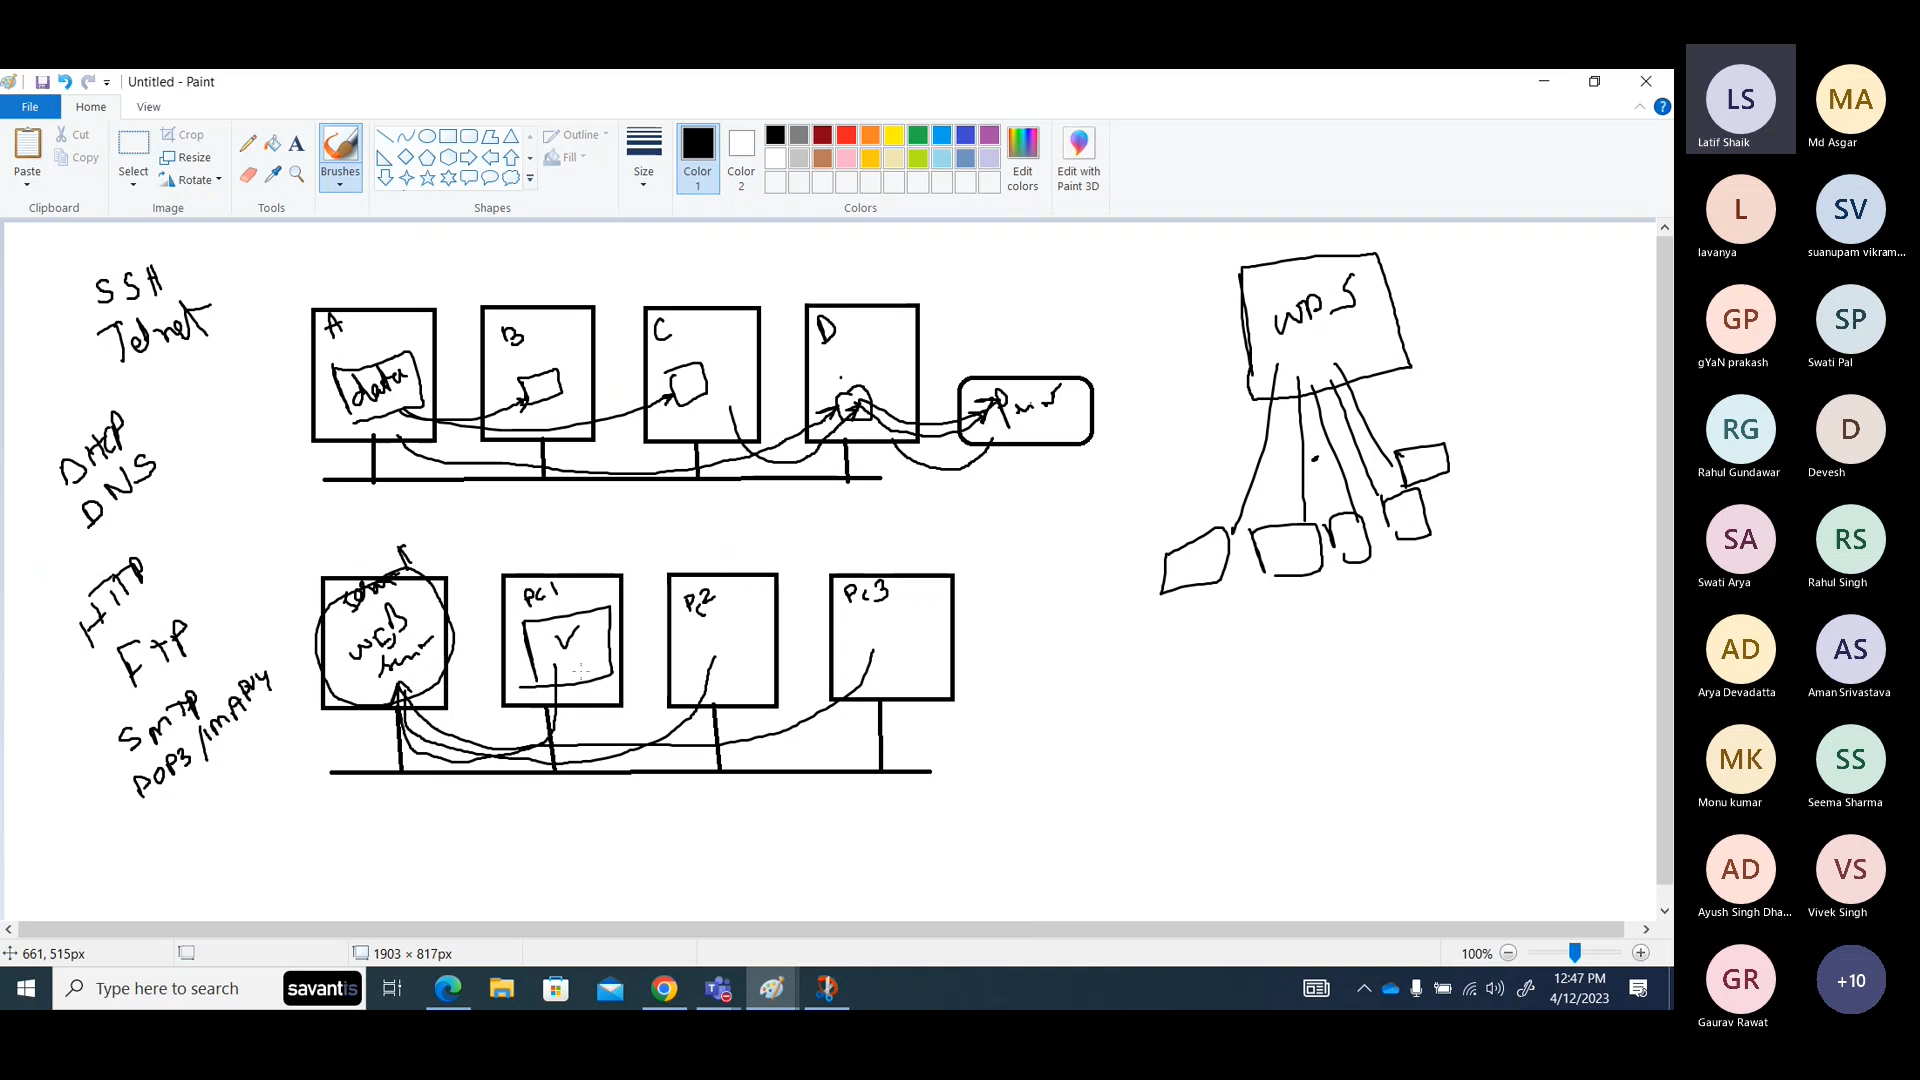 Untitled - Paint
File
Home
View
Paste
Cut
Copy
Clipboard
Select
Crop
Resize
Rotate
Image
Tools
Brushes
Shapes
Outline
Fill
Size
Color 1
Color 2
Edit colors
Edit with Paint 3D
Colors
SSH
Telnet
DHCP
DNS
HTTP
FTP
SMTP
POP3/IMAPV4
A
data
B
C
D
WEB
PC1
PC2
PC3
661, 515px
1903 × 817px
100%
Type here to search
savantis
12:47 PM
4/12/2023
LS
Latif Shaik
MA
Md Asgar
L
lavanya
SV
suanupam vikram...
GP
gYaN prakash
SP
Swati Pal
RG
Rahul Gundawar
D
Devesh
SA
Swati Arya
RS
Rahul Singh
AD
Arya Devadatta
AS
Aman Srivastava
MK
Monu kumar
SS
Seema Sharma
AD
Ayush Singh Dha...
VS
Vivek Singh
GR
Gaurav Rawat
+10